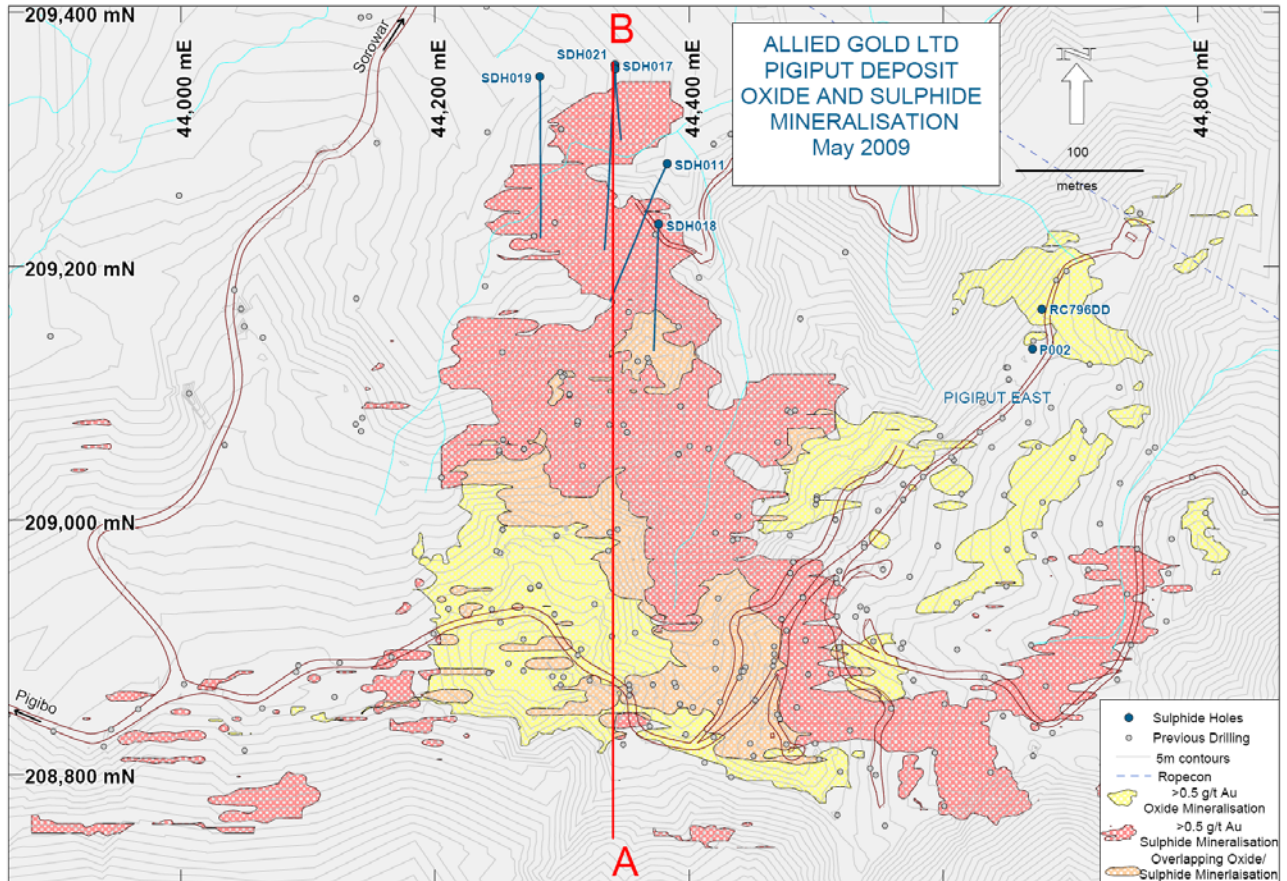 209,400 mN
Sorowar
44,000 mE
44,200 mE
B
44,400 mE
44,800 mE
ALLIED GOLD LTD
PIGIPUT DEPOSIT
OXIDE AND SULPHIDE
MINERALISATION
May 2009
N
100
metres
SDH019
SDH021
SDH017
SDH011
SDH018
209,200 mN
RC796DD
P002
PIGIPUT EAST
209,000 mN
Pigibo
208,800 mN
A
Sulphide Holes
Previous Drilling
5m contours
Ropecon
>0.5 g/t Au
Oxide Mineralisation
>0.5 g/t Au
Sulphide Mineralisation
Overlapping Oxide/
Sulphide Minerlaisation